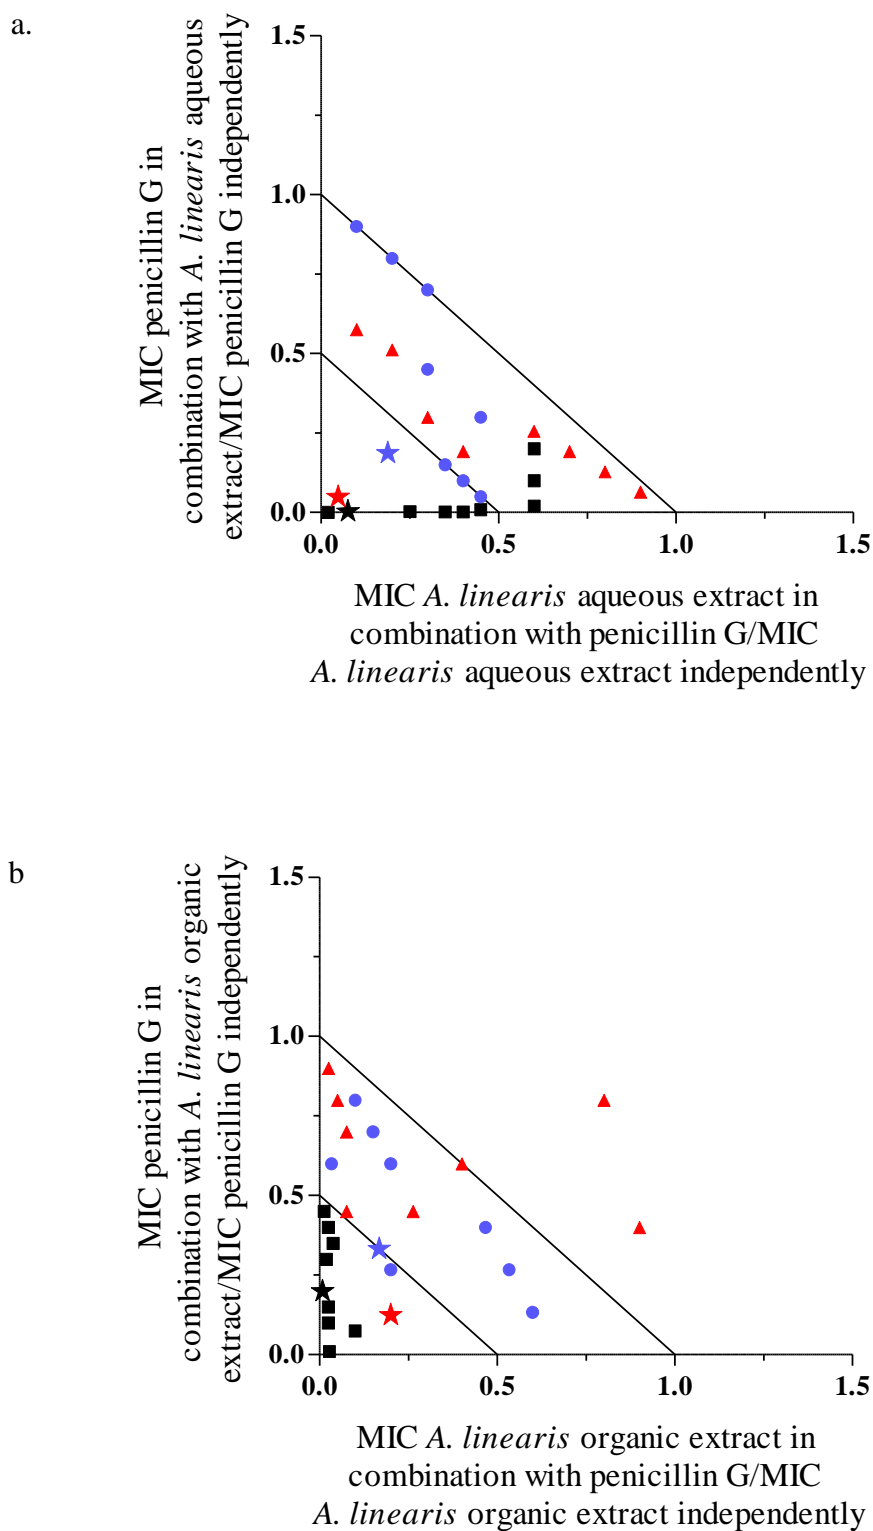 a.
MIC penicillin G in
combination with A. linearis aqueous
extract/MIC penicillin G independently
1.5
1.0
0.5
0.0
0.0 0.5 1.0 1.5
MIC A. linearis aqueous extract in
combination with penicillin G/MIC
A. linearis aqueous extract independently
b
MIC penicillin G in
combination with A. linearis organic
extract/MIC penicillin G independently
1.5
1.0
0.5
0.0
0.0 0.5 1.0 1.5
MIC A. linearis organic extract in
combination with penicillin G/MIC
A. linearis organic extract independently